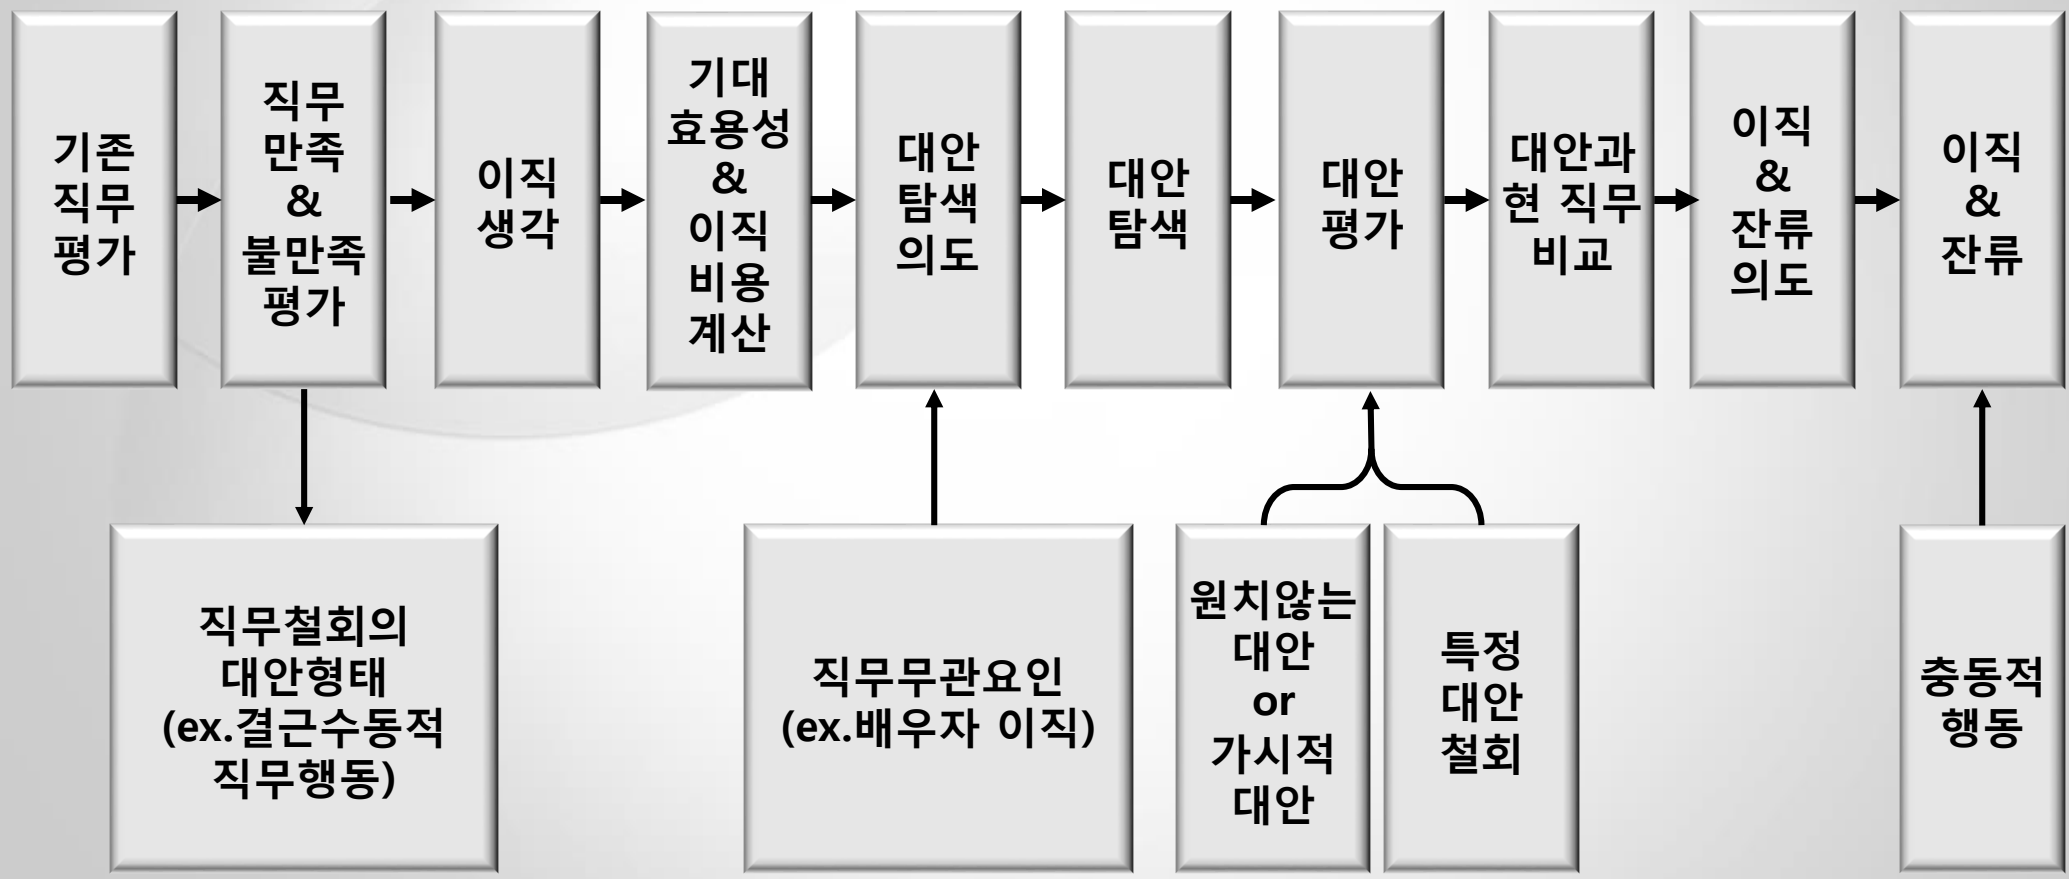 기존
직무
평가
직무
만족
&
불만족
평가
이직
생각
기대
효용성
&
이직
비용
계산
대안
탐색
의도
대안
탐색
대안
평가
대안과
현 직무
비교
이직
&
잔류
의도
이직
&
잔류
직무철회의
대안형태
(ex.결근수동적
직무행동)
직무무관요인
(ex.배우자 이직)
원치않는
대안
or
가시적
대안
특정
대안
철회
충동적
행동